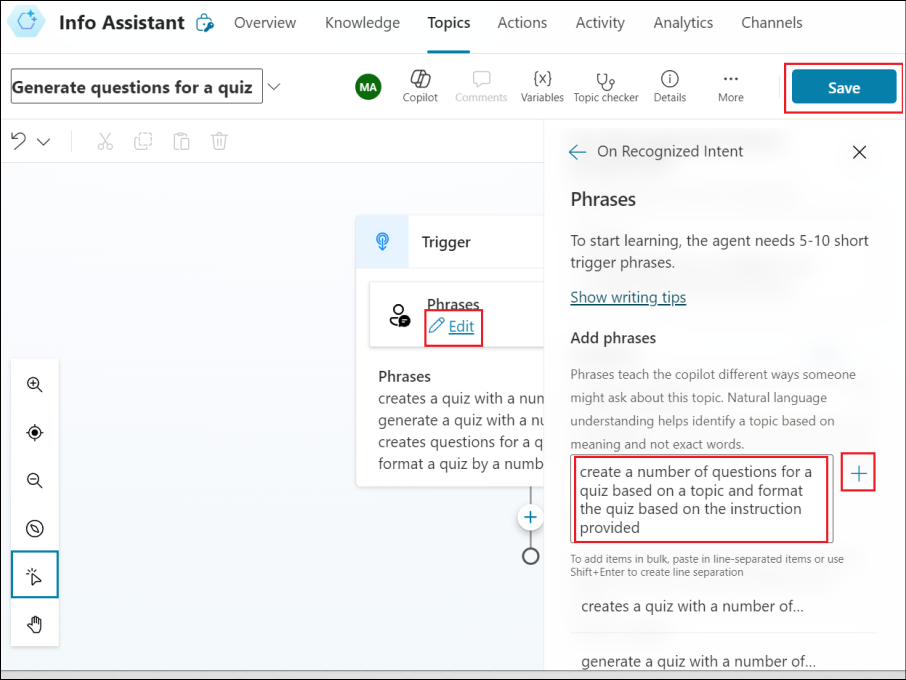 Info Assistant Overview Knowledge Topics Actions Activity Analytics Channels
Generate questions for a quiz
MA
Copilot Comments Variables Topic checker Details More
Save
Trigger
Phrases
Edit
Phrases
creates a quiz with a num
generate a quiz with a nu
creates questions for a q
format a quiz by a numb
On Recognized Intent
Phrases
To start learning, the agent needs 5-10 short
trigger phrases.
Show writing tips
Add phrases
Phrases teach the copilot different ways someone
might ask about this topic. Natural language
understanding helps identify a topic based on
meaning and not exact words.
create a number of questions for a
quiz based on a topic and format
the quiz based on the instruction
provided
To add items in bulk, paste in line-separated items or use
Shift+Enter to create line separation
creates a quiz with a number of...
generate a quiz with a number of...